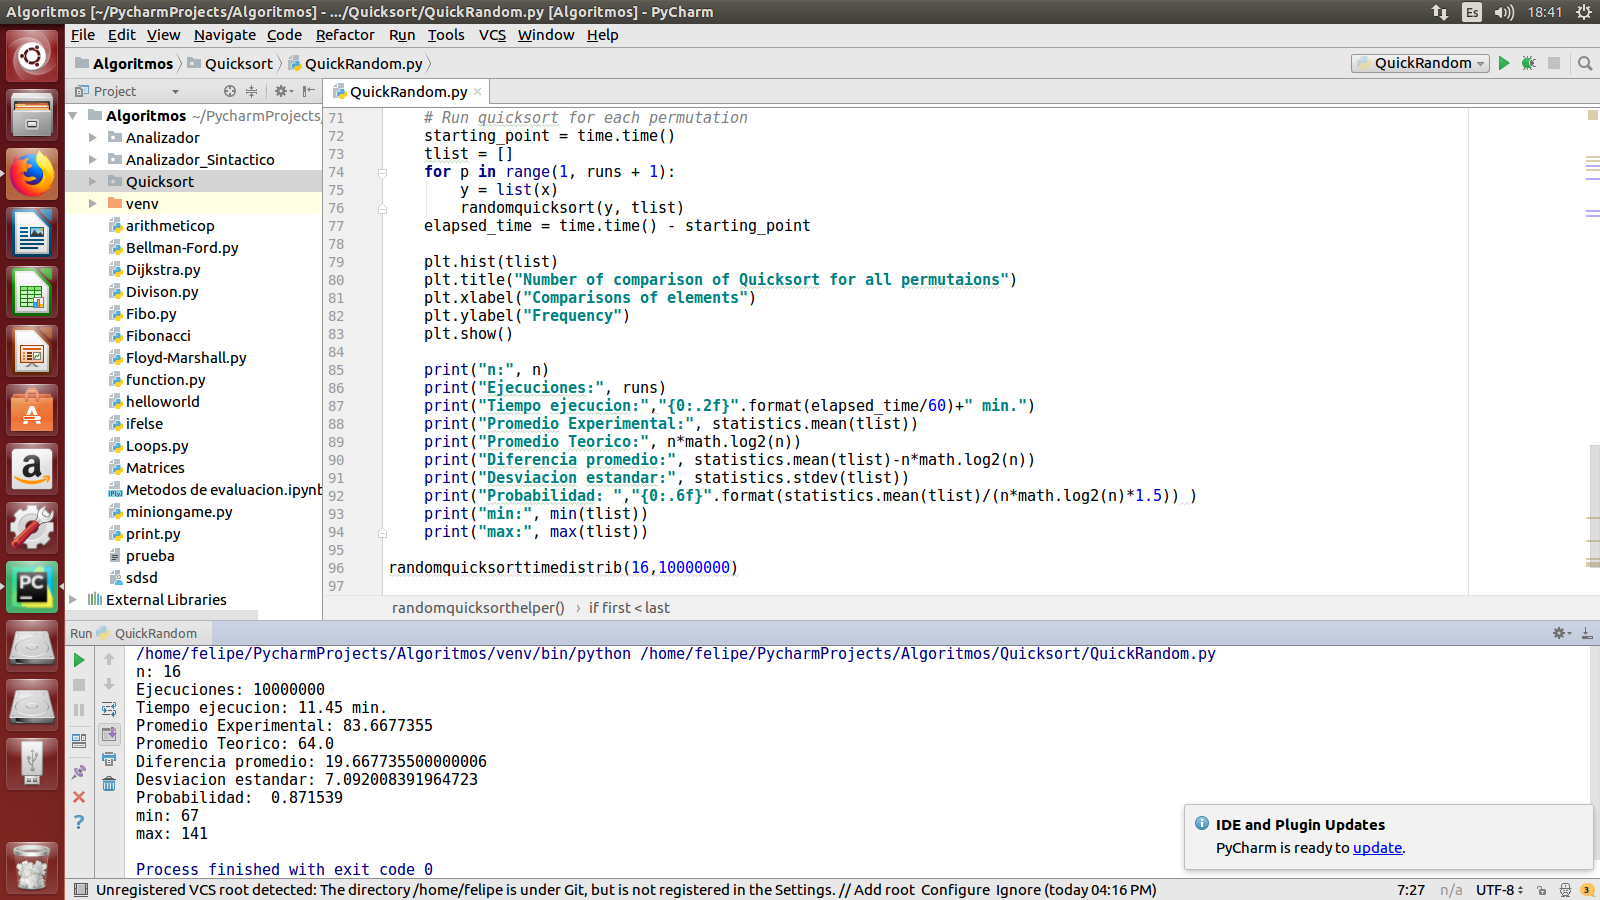 Algoritmos [~/PycharmProjects/Algoritmos] - .../Quicksort/QuickRandom.py [Algoritmos] - PyCharm
Es
18:41
File Edit View Navigate Code Refactor Run Tools VCS Window Help
Algoritmos Quicksort QuickRandom.py
QuickRandom
Project
QuickRandom.py
Algoritmos ~/PycharmProjects/
Analizador
Analizador_Sintactico
Quicksort
venv
arithmeticop
Bellman-Ford.py
Dijkstra.py
Divison.py
Fibo.py
Fibonacci
Floyd-Marshall.py
function.py
helloworld
ifelse
Loops.py
Matrices
Metodos de evaluacion.ipynb
miniongame.py
print.py
prueba
sdsd
External Libraries
71 # Run quicksort for each permutation
72 starting_point = time.time()
73 tlist = []
74 for p in range(1, runs + 1):
75 y = list(x)
76 randomquicksort(y, tlist)
77 elapsed_time = time.time() - starting_point
78
79 plt.hist(tlist)
80 plt.title("Number of comparison of Quicksort for all permutaions")
81 plt.xlabel("Comparisons of elements")
82 plt.ylabel("Frequency")
83 plt.show()
84
85 print("n:", n)
86 print("Ejecuciones:", runs)
87 print("Tiempo ejecucion:","{0:.2f}".format(elapsed_time/60)+" min.")
88 print("Promedio Experimental:", statistics.mean(tlist))
89 print("Promedio Teorico:", n*math.log2(n))
90 print("Diferencia promedio:", statistics.mean(tlist)-n*math.log2(n))
91 print("Desviacion estandar:", statistics.stdev(tlist))
92 print("Probabilidad: ","{0:.6f}".format(statistics.mean(tlist)/(n*math.log2(n)*1.5)) )
93 print("min:", min(tlist))
94 print("max:", max(tlist))
95
96 randomquicksorttimedistrib(16,10000000)
97
randomquicksorthelper() › if first < last
Run QuickRandom
/home/felipe/PycharmProjects/Algoritmos/venv/bin/python /home/felipe/PycharmProjects/Algoritmos/Quicksort/QuickRandom.py
n: 16
Ejecuciones: 10000000
Tiempo ejecucion: 11.45 min.
Promedio Experimental: 83.6677355
Promedio Teorico: 64.0
Diferencia promedio: 19.667735500000006
Desviacion estandar: 7.092008391964723
Probabilidad:  0.871539
min: 67
max: 141
Process finished with exit code 0
IDE and Plugin Updates
PyCharm is ready to update.
Unregistered VCS root detected: The directory /home/felipe is under Git, but is not registered in the Settings. // Add root Configure Ignore (today 04:16 PM)
7:27 n/a UTF-8 3